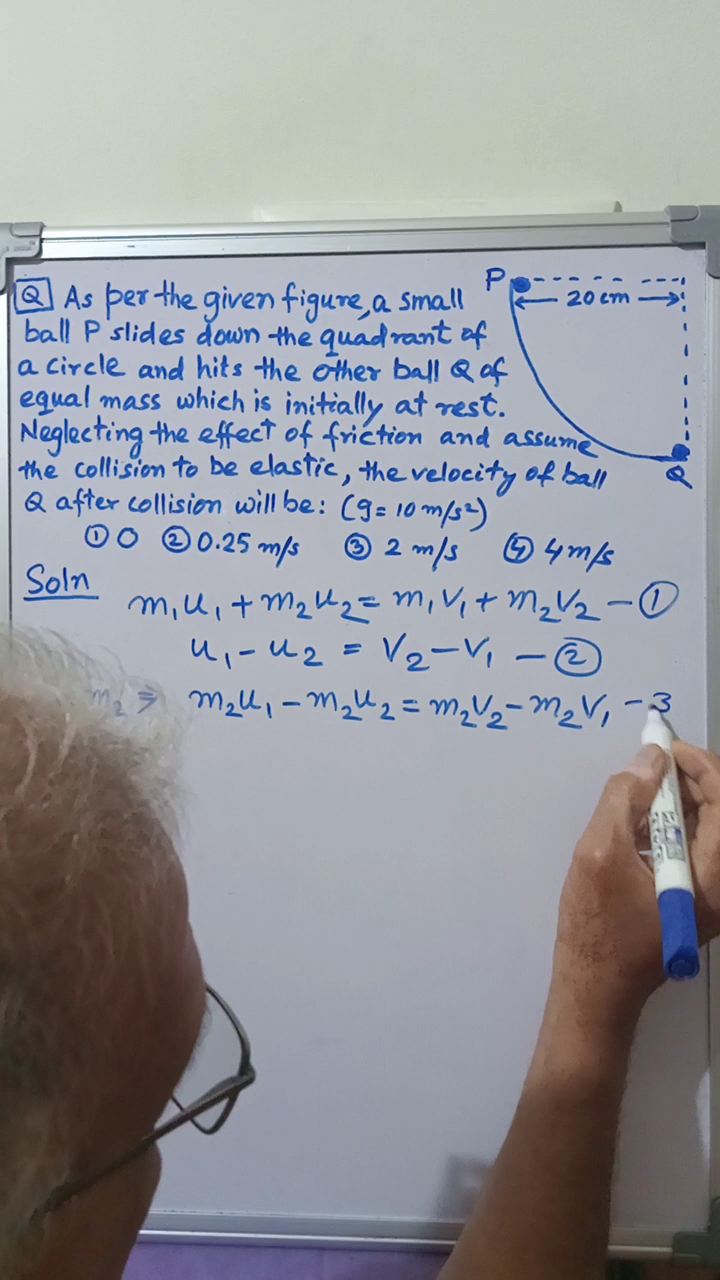 Q As per the given figure, a small
ball P slides down the quadrant of
a circle and hits the other ball Q of
equal mass which is initially at rest.
Neglecting the effect of friction and assume
the collision to be elastic, the velocity of ball
Q after collision will be: (g = 10 m/s²)
① 0 ② 0.25 m/s ③ 2 m/s ④ 4 m/s
P
20 cm
Q
Soln
m₁u₁ + m₂u₂ = m₁v₁ + m₂v₂ — ①
u₁ - u₂ = v₂ - v₁ — ②
m₂ ⇒ m₂u₁ - m₂u₂ = m₂v₂ - m₂v₁ - 3